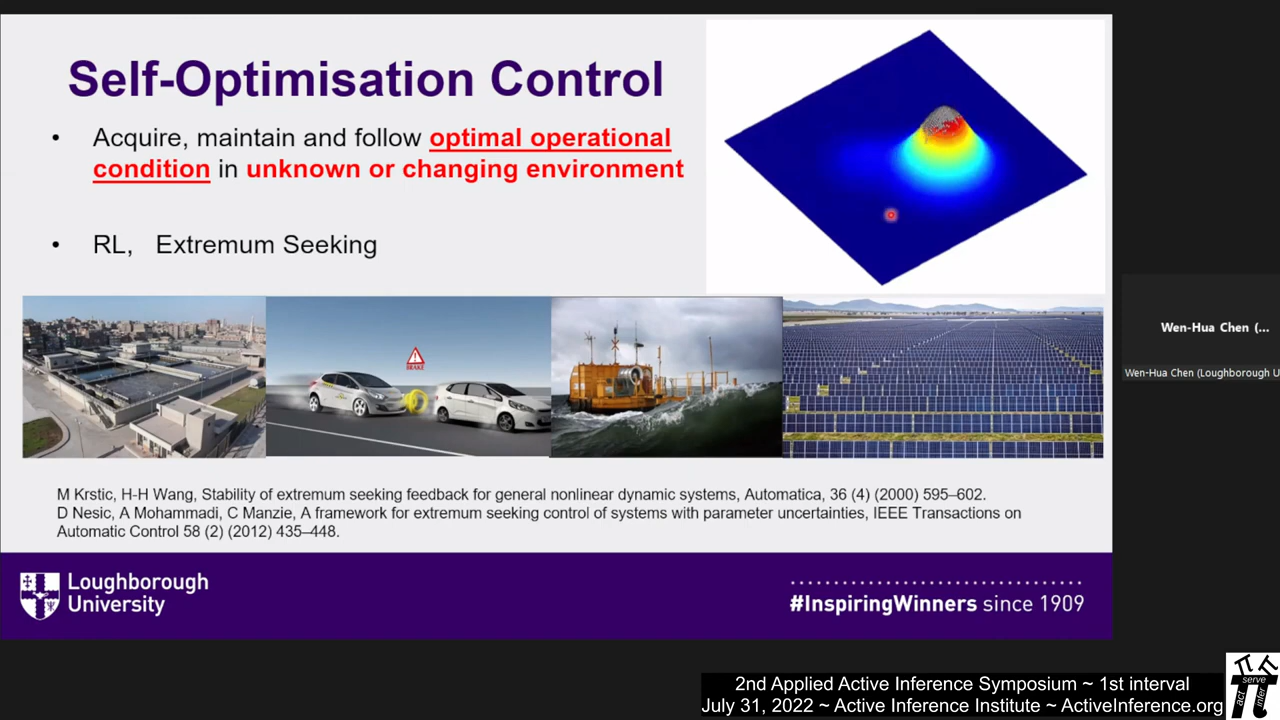 Self-Optimisation Control
• Acquire, maintain and follow optimal operational
condition in unknown or changing environment
• RL, Extremum Seeking
BRAKE
M Krstic, H-H Wang, Stability of extremum seeking feedback for general nonlinear dynamic systems, Automatica, 36 (4) (2000) 595–602.
D Nesic, A Mohammadi, C Manzie, A framework for extremum seeking control of systems with parameter uncertainties, IEEE Transactions on
Automatic Control 58 (2) (2012) 435–448.
Loughborough
University
#InspiringWinners since 1909
Wen-Hua Chen (...
Wen-Hua Chen (Loughborough U
2nd Applied Active Inference Symposium ~ 1st interval
July 31, 2022 ~ Active Inference Institute ~ ActiveInference.org
serve
act
infer